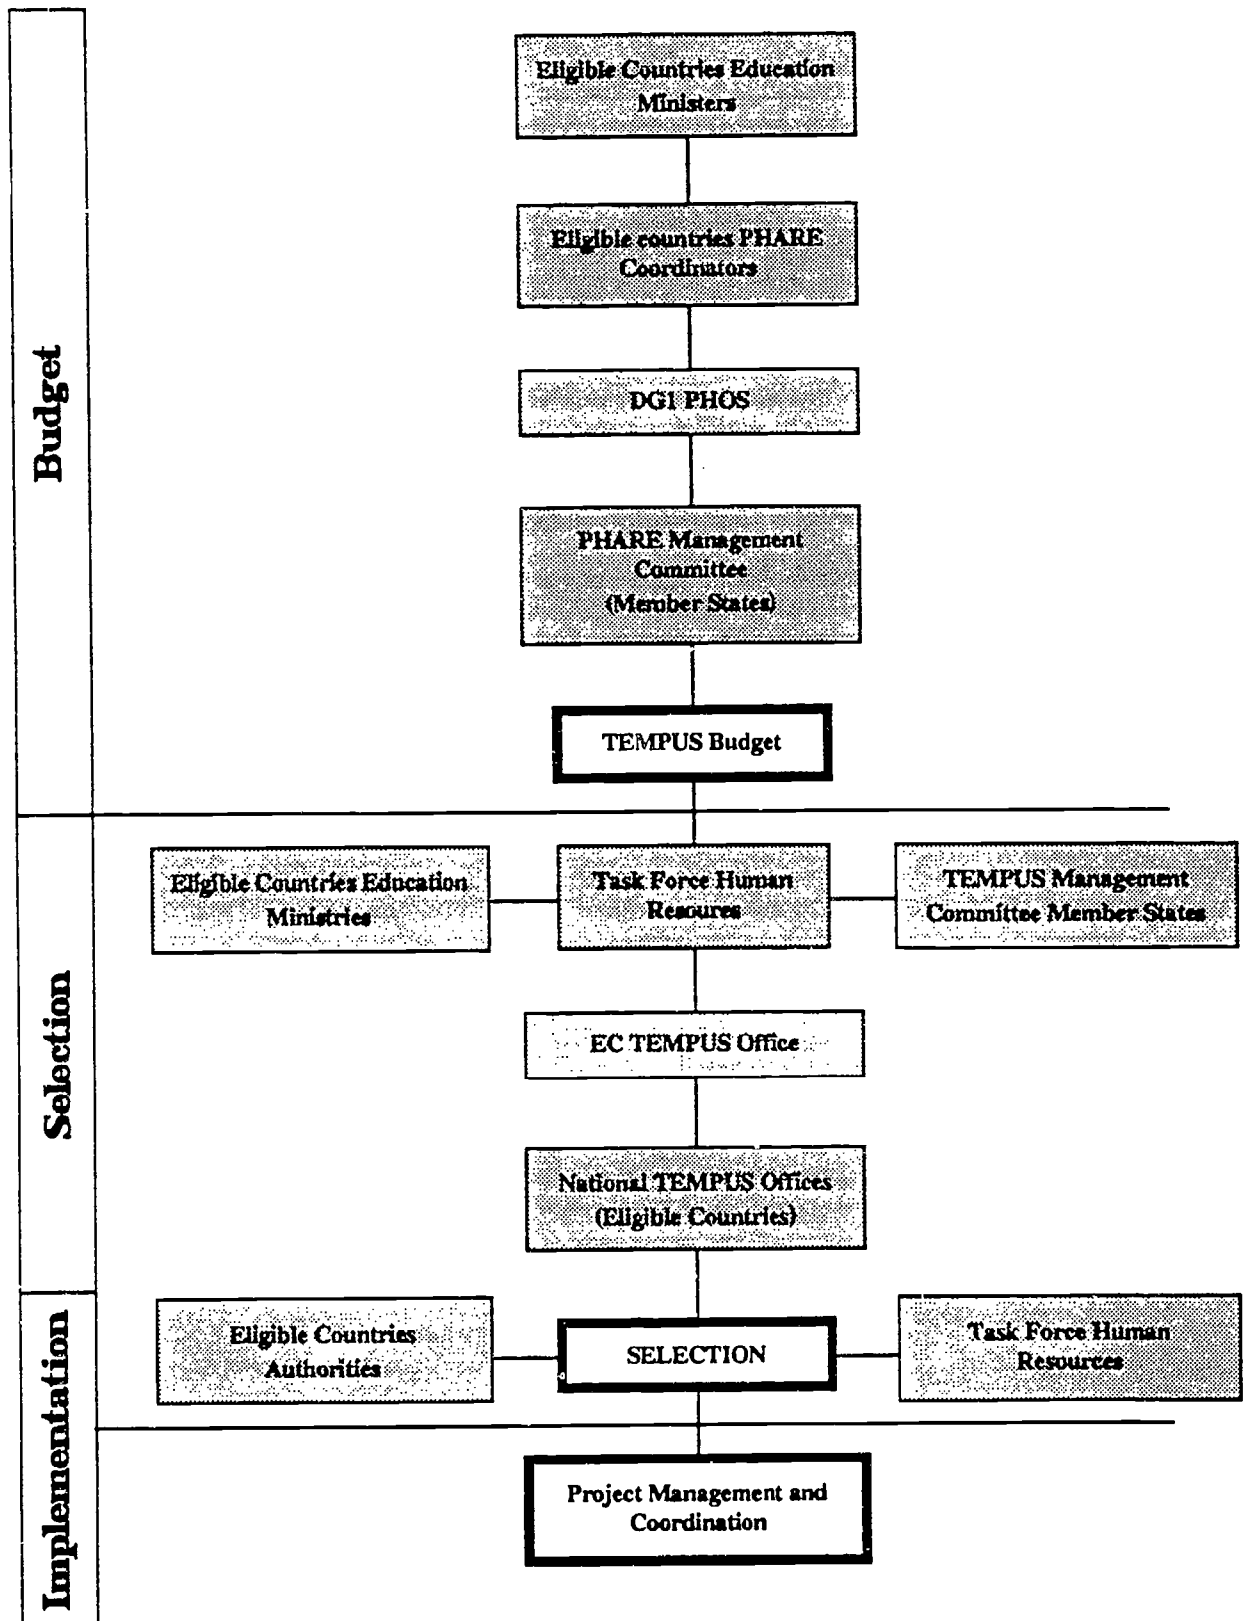 Budget
Eligible Countries Education
Ministers
Eligible countries PHARE
Coordinators
DG1 PHOS
PHARE Management
Committee
(Member States)
TEMPUS Budget
Selection
Eligible Countries Education
Ministries
Task Force Human
Resoures
TEMPUS Management
Committee Member States
EC TEMPUS Office
National TEMPUS Offices
(Eligible Countries)
Implementation
Eligible Countries
Authorities
SELECTION
Task Force Human
Resources
Project Management and
Coordination